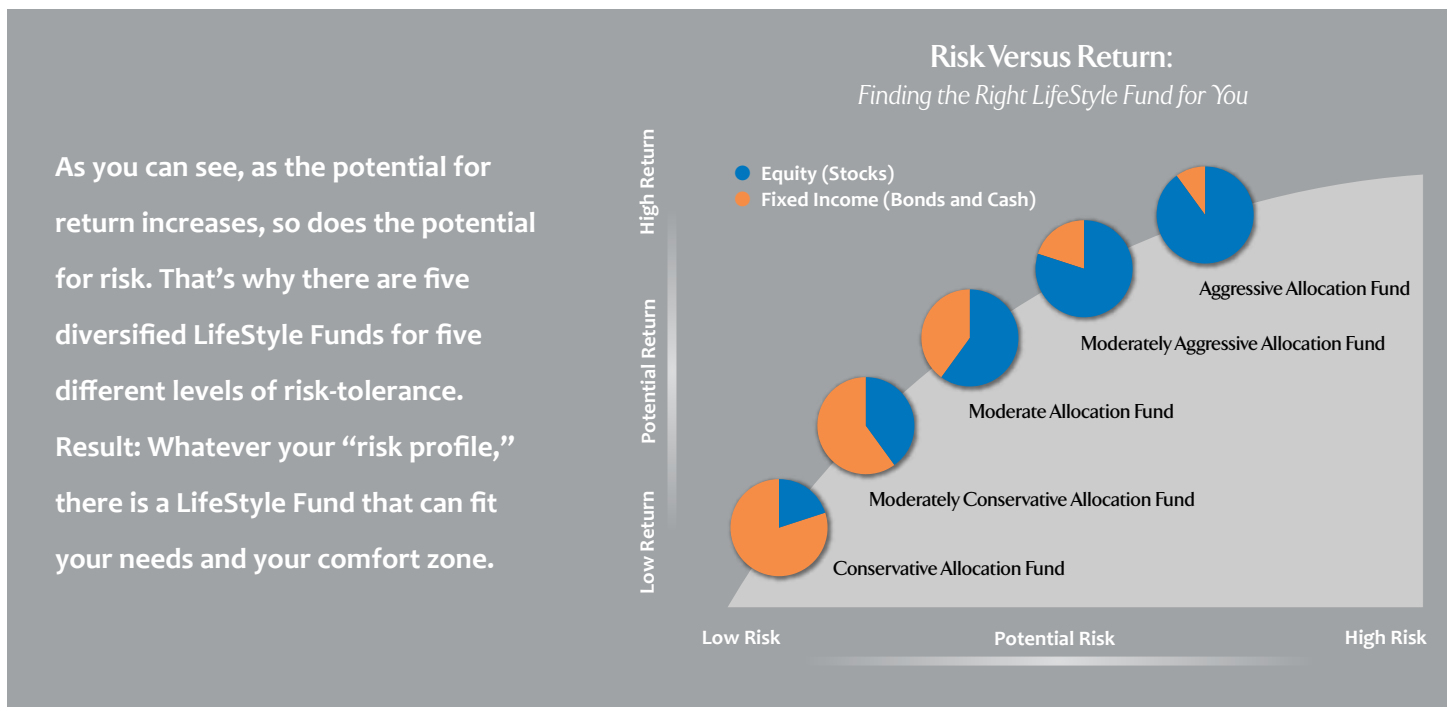 As you can see, as the potential for
return increases, so does the potential
for risk. That’s why there are five
diversified LifeStyle Funds for five
different levels of risk-tolerance.
Result: Whatever your “risk profile,”
there is a LifeStyle Fund that can fit
your needs and your comfort zone.
Risk Versus Return:
Finding the Right LifeStyle Fund for You
High Return
Potential Return
Low Return
Equity (Stocks)
Fixed Income (Bonds and Cash)
Aggressive Allocation Fund
Moderately Aggressive Allocation Fund
Moderate Allocation Fund
Moderately Conservative Allocation Fund
Conservative Allocation Fund
Low Risk
Potential Risk
High Risk